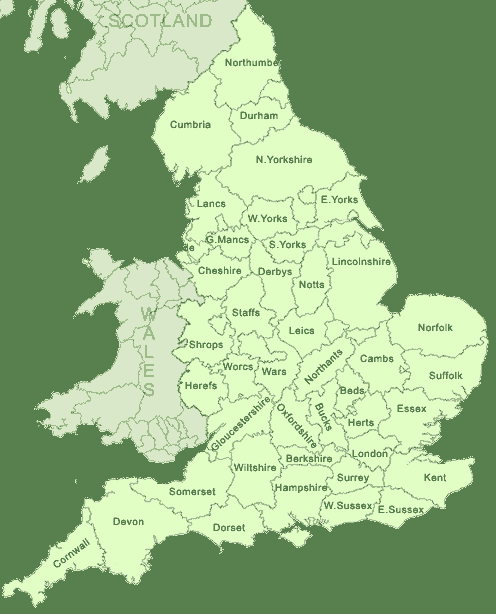 SCOTLAND
Northumbe
Durham
Cumbria
N.Yorkshire
Lancs
E.Yorks
W.Yorks
G.Mancs
S.Yorks
de
Cheshire
Derbys
Lincolnshire
Notts
Staffs
WALES
Leics
Norfolk
Shrops
Northants
Cambs
Worcs
Wars
Suffolk
Herefs
Beds
Gloucestershire
Oxfordshire
Bucks
Essex
Herts
London
Berkshire
Wiltshire
Surrey
Kent
Hampshire
Somerset
W.Sussex
E.Sussex
Devon
Dorset
Cornwall